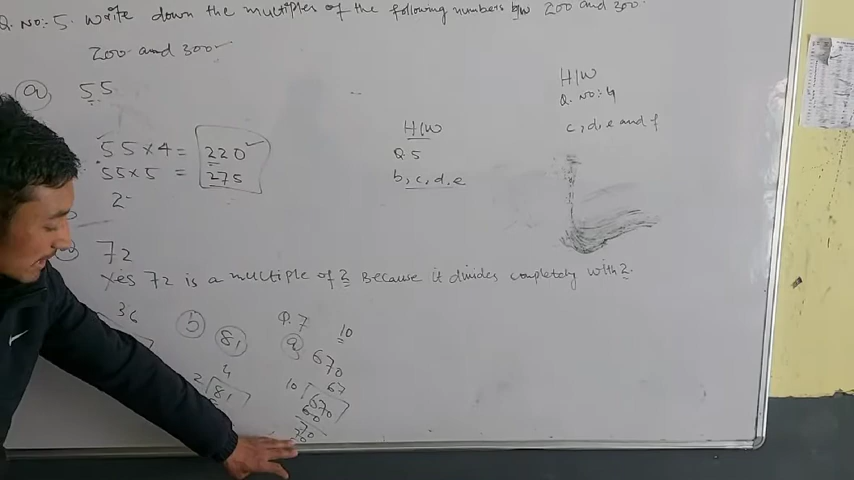 Q. NO:- 5. Write down the multiples of the following numbers b/w 200 and 300.
200 and 300
a 55
55×4 = 220
55×5 = 275
2
H/W
Q.5
b, c, d, e
H/W
Q. NO: 4
c, d, e and f
72
Yes 72 is a multiple of 2 Because it divides completely with 2.
36
b 81
4
2 81
Q.7
a 10
670
67
10 670